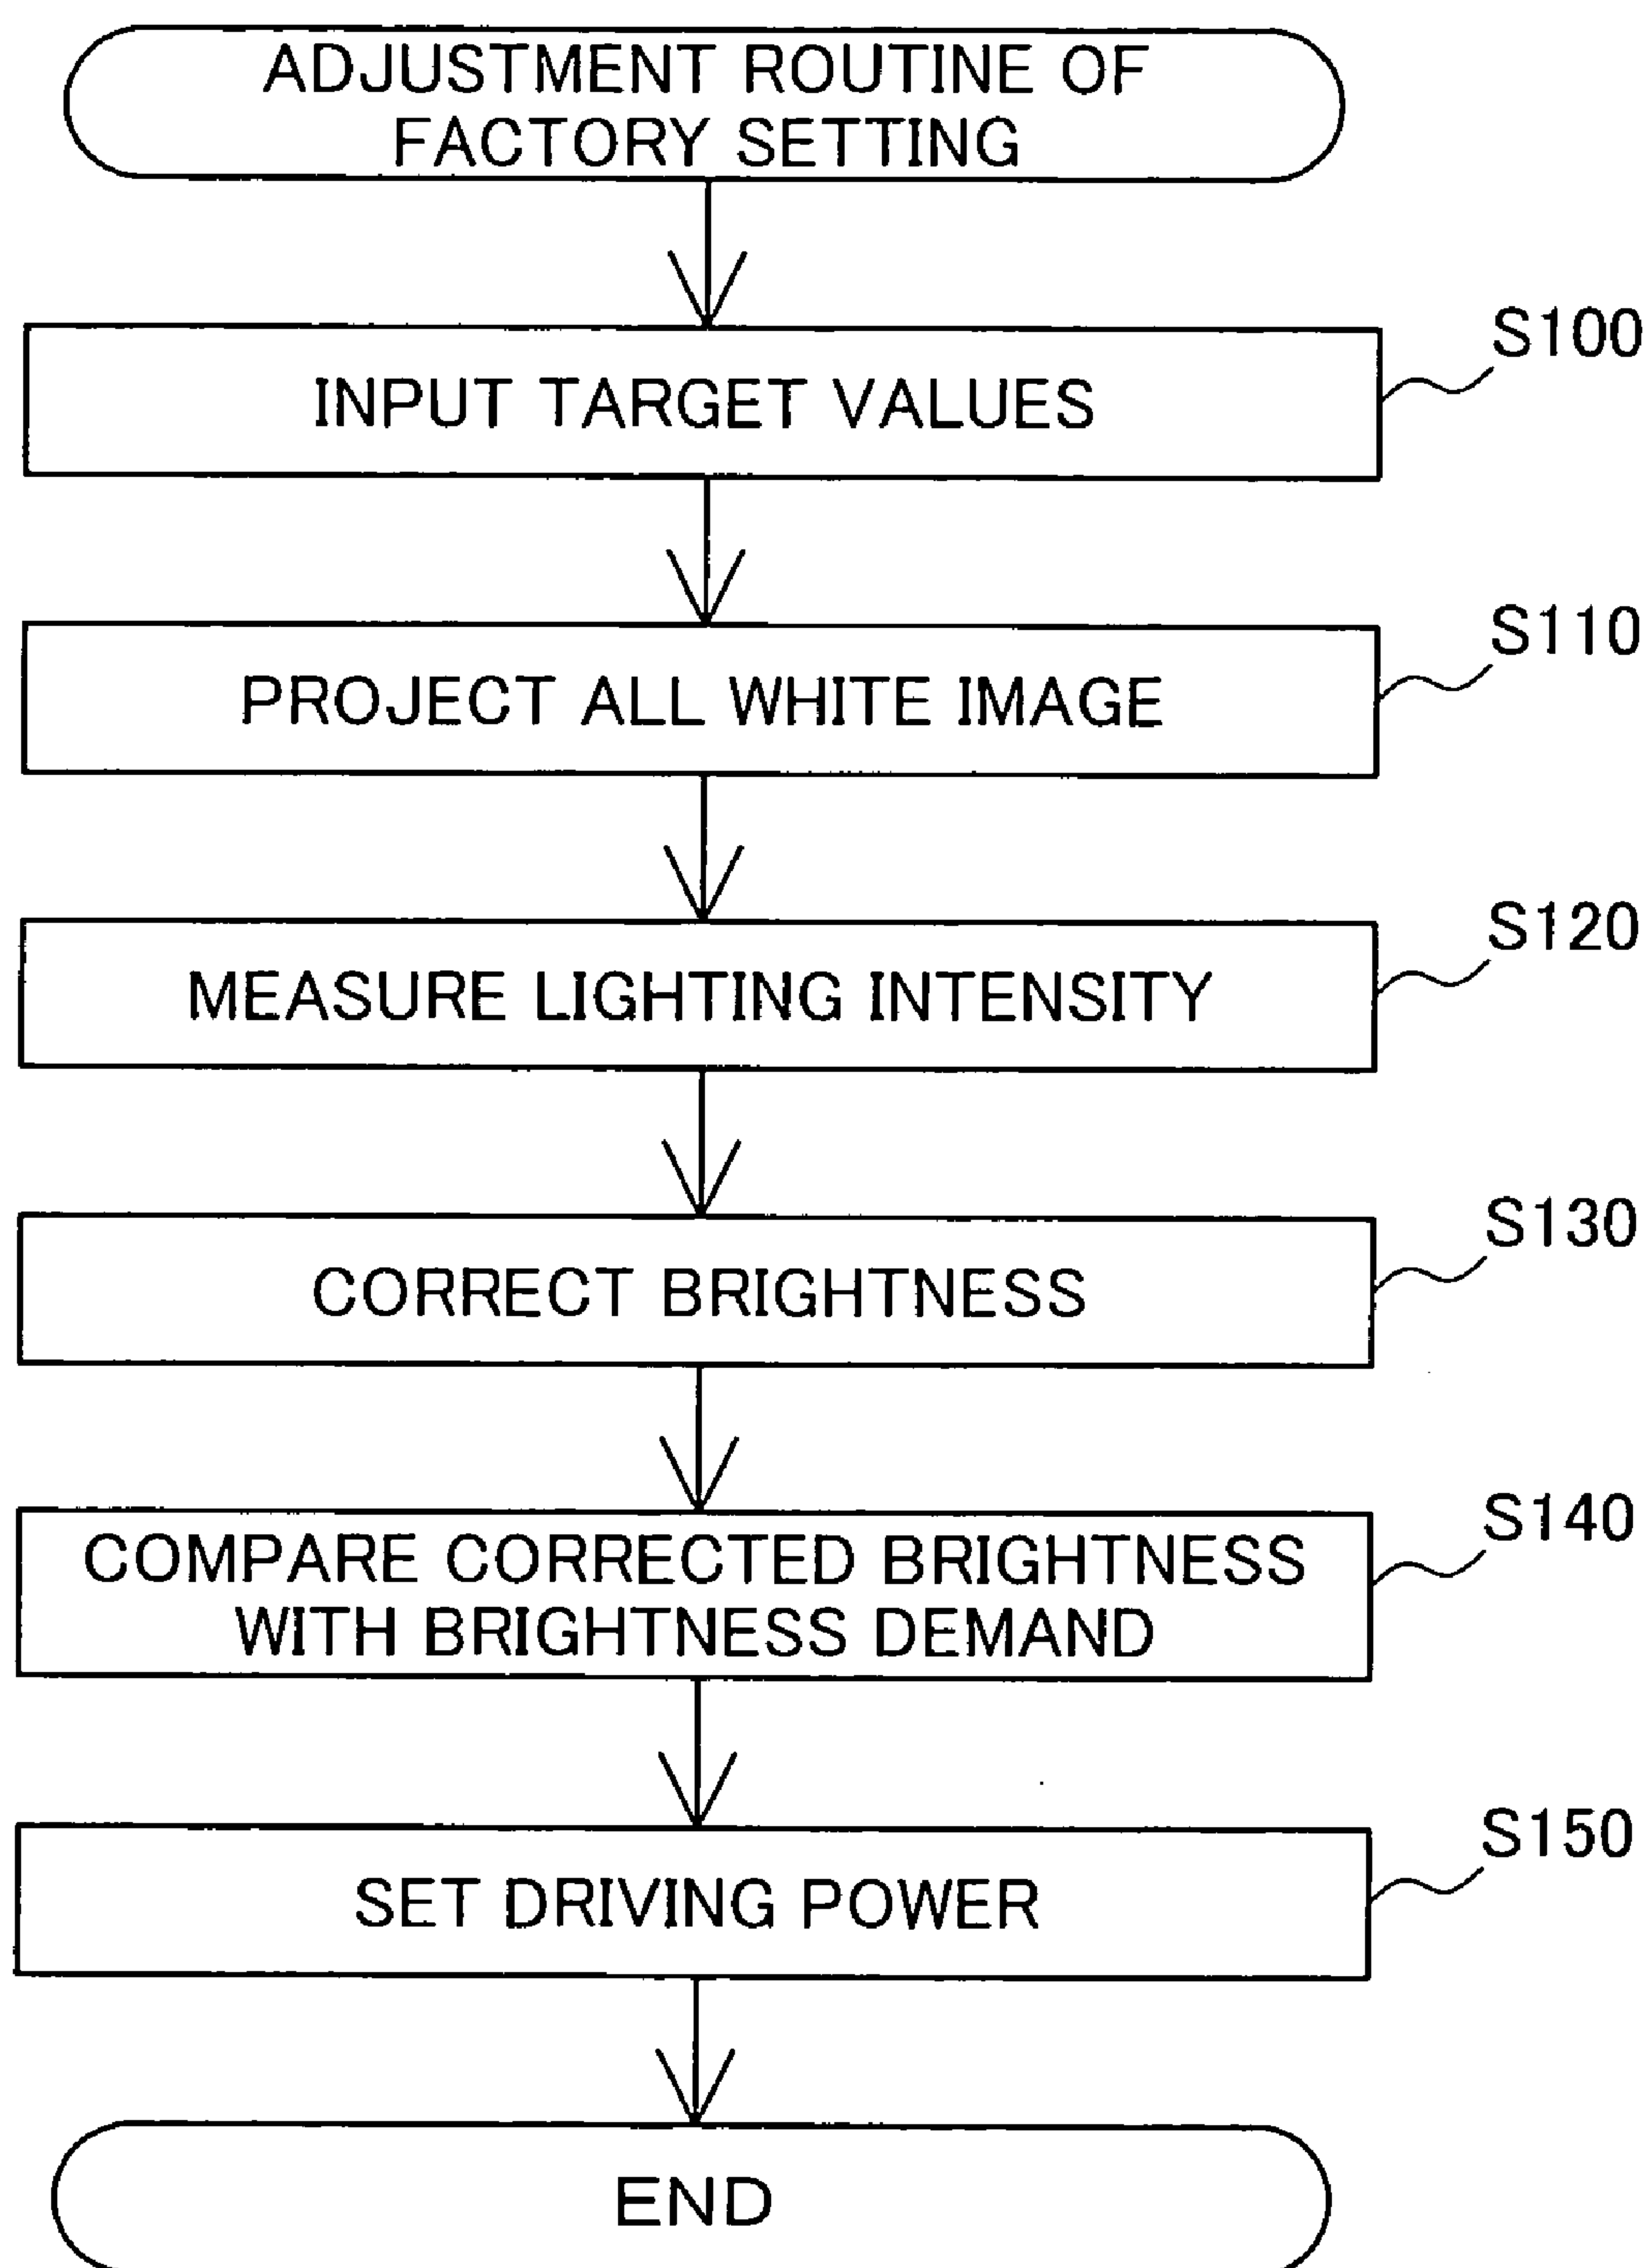 ADJUSTMENT ROUTINE OF
FACTORY SETTING
S100
INPUT TARGET VALUES
S110
PROJECT ALL WHITE IMAGE
S120
MEASURE LIGHTING INTENSITY
S130
CORRECT BRIGHTNESS
S140
COMPARE CORRECTED BRIGHTNESS
WITH BRIGHTNESS DEMAND
S150
SET DRIVING POWER
END